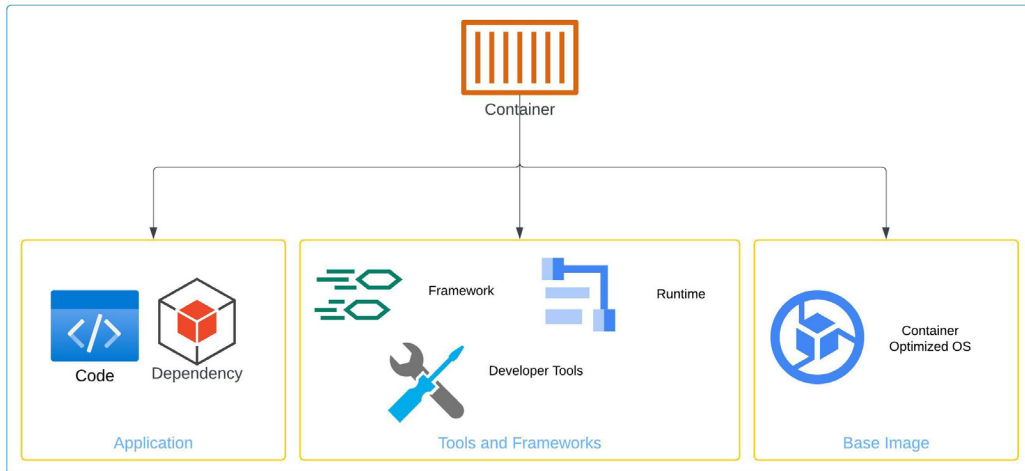 Container
Framework
Runtime
Developer Tools
Code
Dependency
Container
Optimized OS
Application
Tools and Frameworks
Base Image